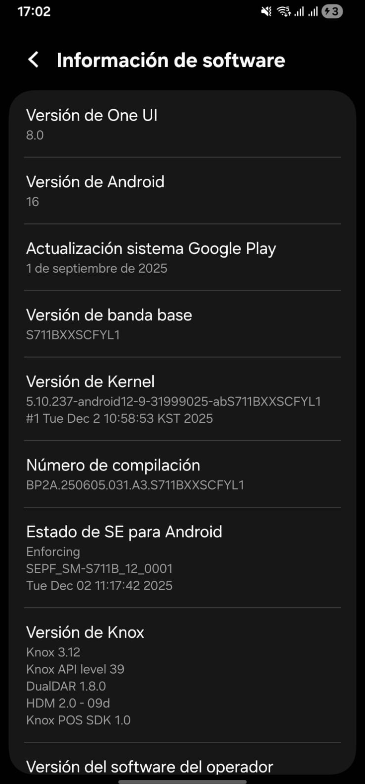 17:02
3
Información de software
Versión de One UI
8.0
Versión de Android
16
Actualización sistema Google Play
1 de septiembre de 2025
Versión de banda base
S711BXXSCFYL1
Versión de Kernel
5.10.237-android12-9-31999025-abS711BXXSCFYL1
#1 Tue Dec 2 10:58:53 KST 2025
Número de compilación
BP2A.250605.031.A3.S711BXXSCFYL1
Estado de SE para Android
Enforcing
SEPF_SM-S711B_12_0001
Tue Dec 02 11:17:42 2025
Versión de Knox
Knox 3.12
Knox API level 39
DualDAR 1.8.0
HDM 2.0 - 09d
Knox POS SDK 1.0
Versión del software del operador